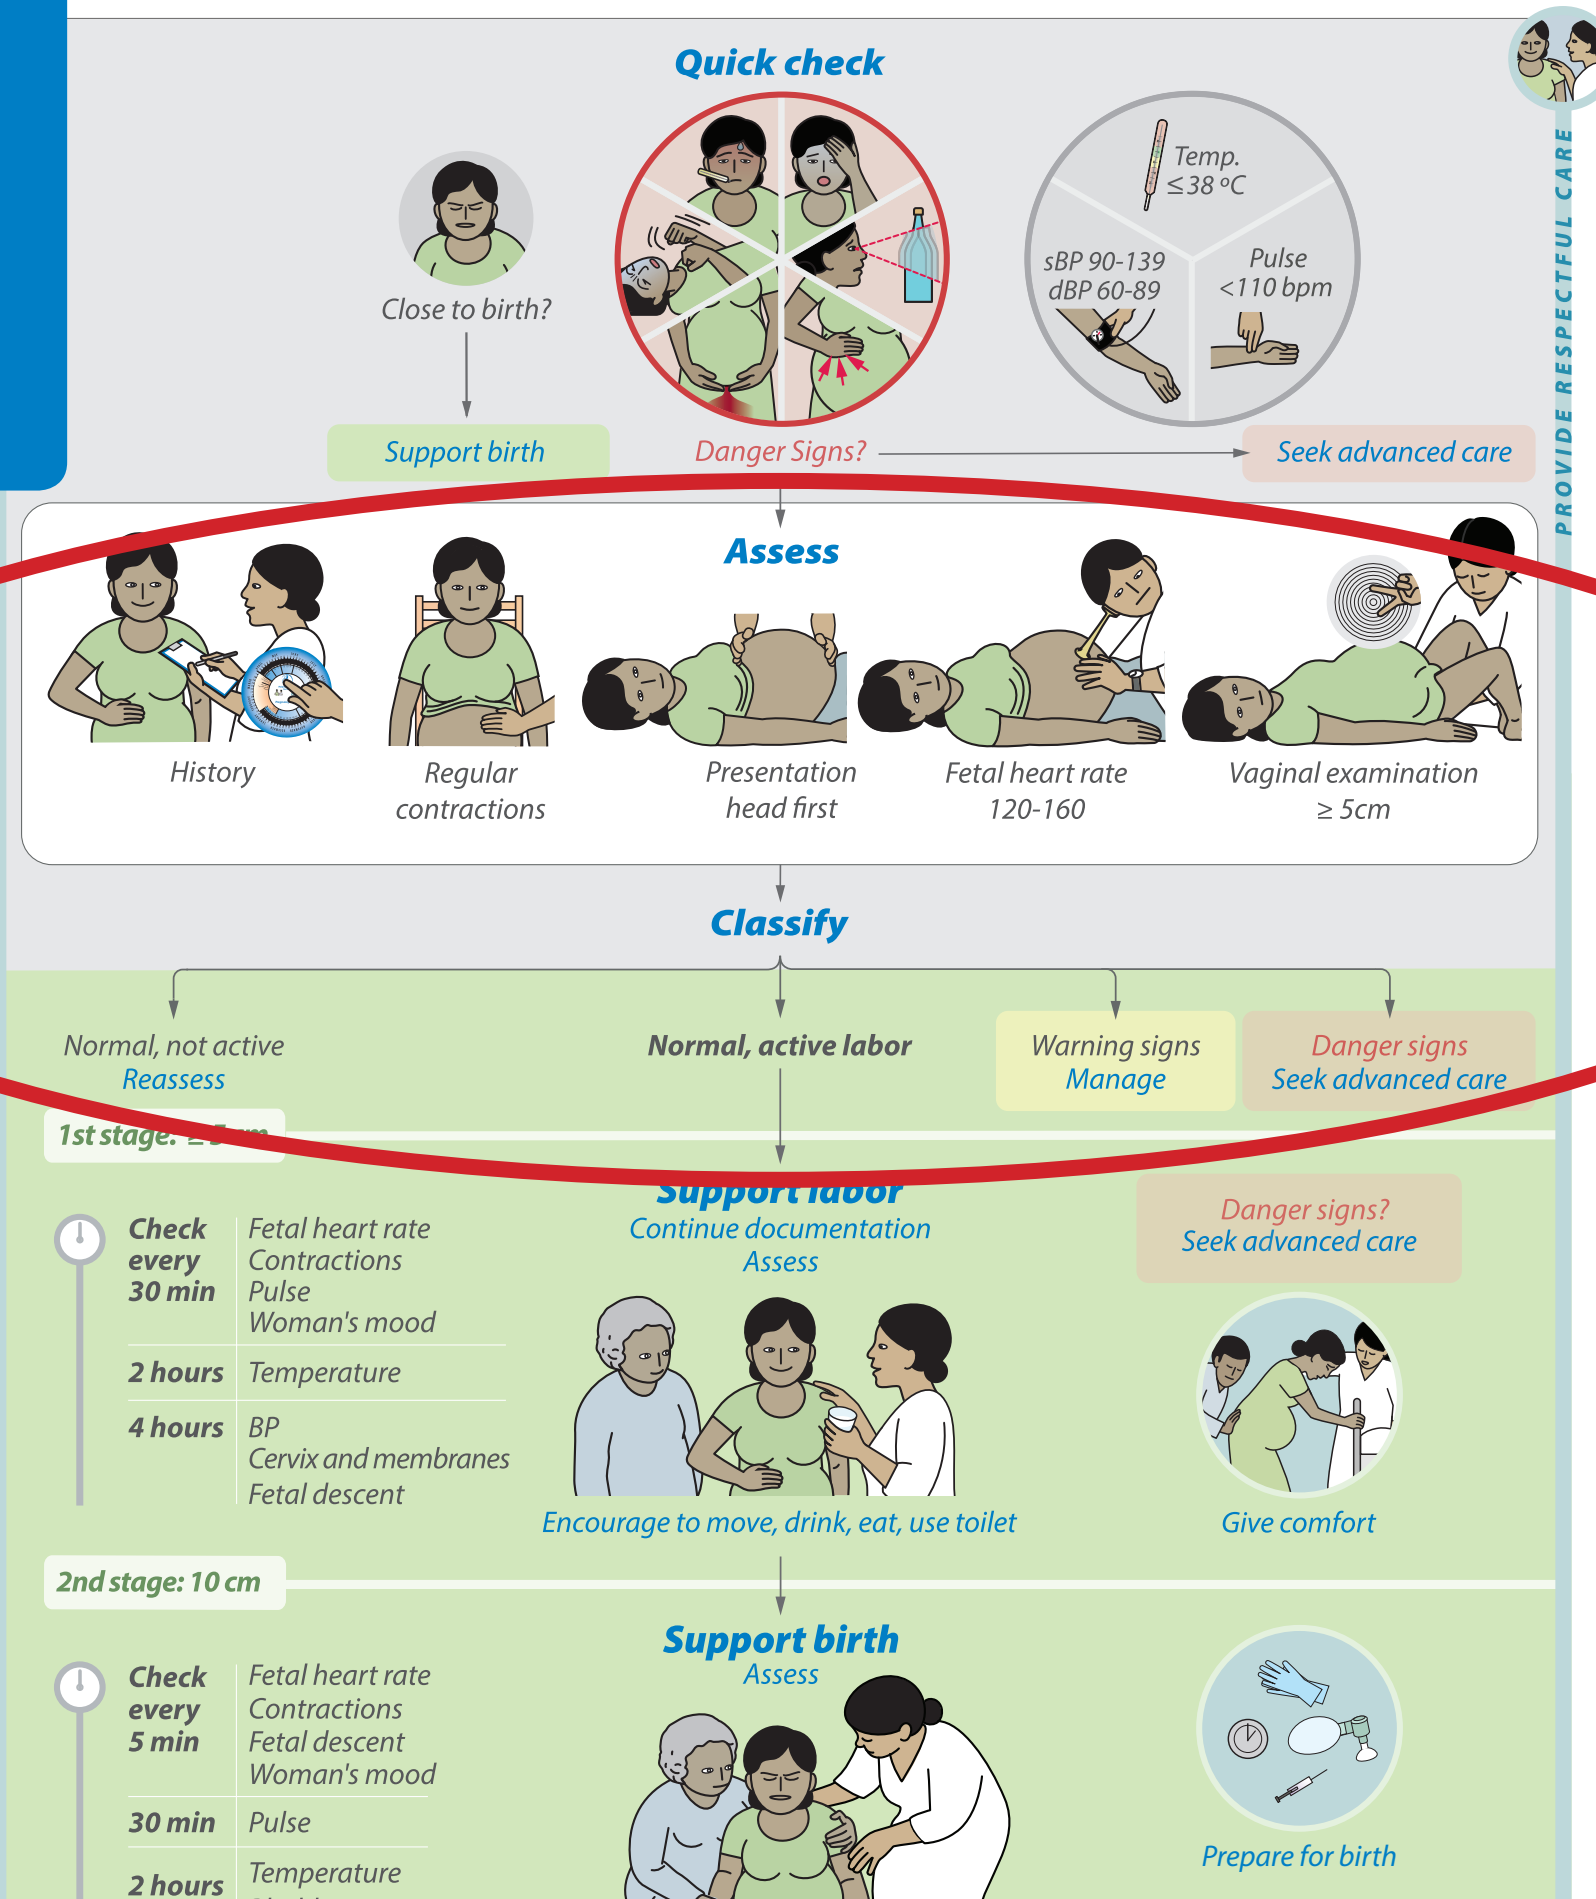 Quick check
Temp.
≤38 ºC
sBP 90-139
dBP 60-89
Pulse
<110 bpm
Close to birth?
Support birth
Danger Signs?
Seek advanced care
PROVIDE RESPECTFUL CARE
Assess
History
Regular
contractions
Presentation
head first
Fetal heart rate
120-160
Vaginal examination
≥ 5cm
Classify
Normal, not active
Reassess
Normal, active labor
Warning signs
Manage
Danger signs
Seek advanced care
1st stage: ≥ 5 cm
Support labor
Continue documentation
Assess
Danger signs?
Seek advanced care
Check
every
30 min
Fetal heart rate
Contractions
Pulse
Woman's mood
2 hours
Temperature
4 hours
BP
Cervix and membranes
Fetal descent
Encourage to move, drink, eat, use toilet
Give comfort
2nd stage: 10 cm
Support birth
Assess
Check
every
5 min
Fetal heart rate
Contractions
Fetal descent
Woman's mood
30 min
Pulse
2 hours
Temperature
Prepare for birth